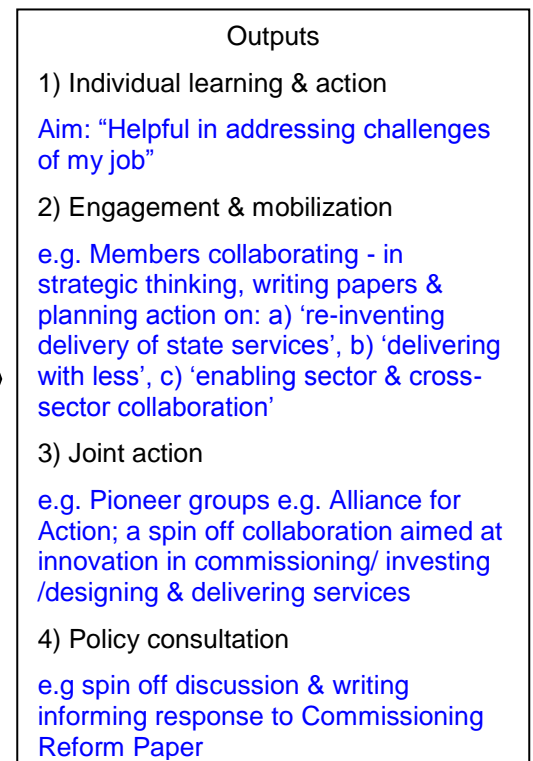 Outputs
1) Individual learning & action
Aim: “Helpful in addressing challenges
of my job”
2) Engagement & mobilization
e.g. Members collaborating - in
strategic thinking, writing papers &
planning action on: a) ‘re-inventing
delivery of state services’, b) ‘delivering
with less’, c) ‘enabling sector & cross-
sector collaboration’
3) Joint action
e.g. Pioneer groups e.g. Alliance for
Action; a spin off collaboration aimed at
innovation in commissioning/ investing
/designing & delivering services
4) Policy consultation
e.g spin off discussion & writing
informing response to Commissioning
Reform Paper